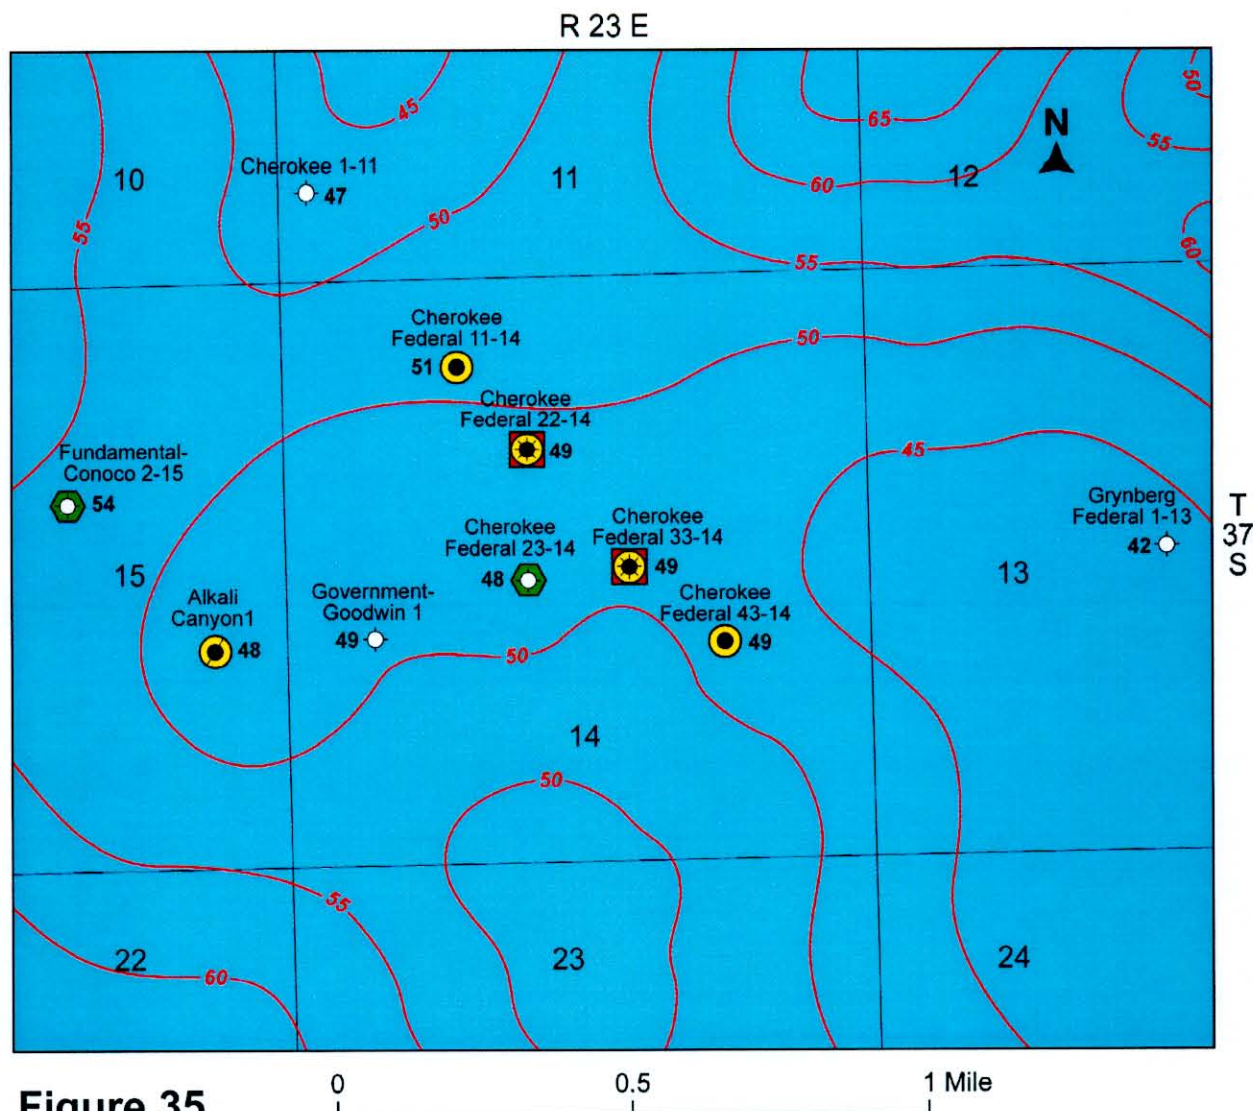 R 23 E
45
50
65
N
55
Cherokee 1-11
47
10
11
12
60
50
55
60
55
Cherokee
Federal 11-14
51
50
Cherokee
Federal 22-14
49
45
Fundamental-
Conoco 2-15
54
Grynberg
Federal 1-13
42
T
37
S
Cherokee
Federal 23-14
48
Cherokee
Federal 33-14
49
15
13
Alkali
Canyon1
48
Government-
Goodwin 1
49
Cherokee
Federal 43-14
49
50
14
50
55
22
60
23
24
Figure 35
0
0.5
1 Mile